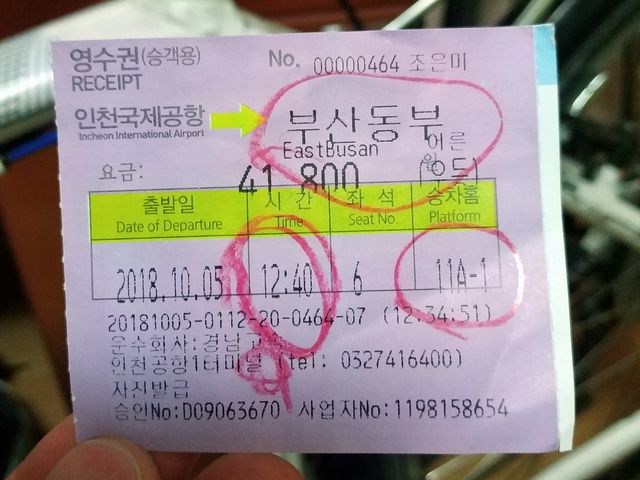 영수권(승객용) No. 00000464 조은미
RECEIPT
인천국제공항 부산동부
Incheon International Airport EastBusan 어른
요금: 41,800 원 (우드)
출발일 시 간 좌 석 승차홈
Date of Departure Time Seat No. Platform
2018.10.05 12:40 6 11A-1
20181005-0112-20-0464-07 (12:34:51)
운수회사:경남고속
인천공항1터미널 (tel: 0327416400)
사전발급
승인No:D09063670 사업자No:1198158654